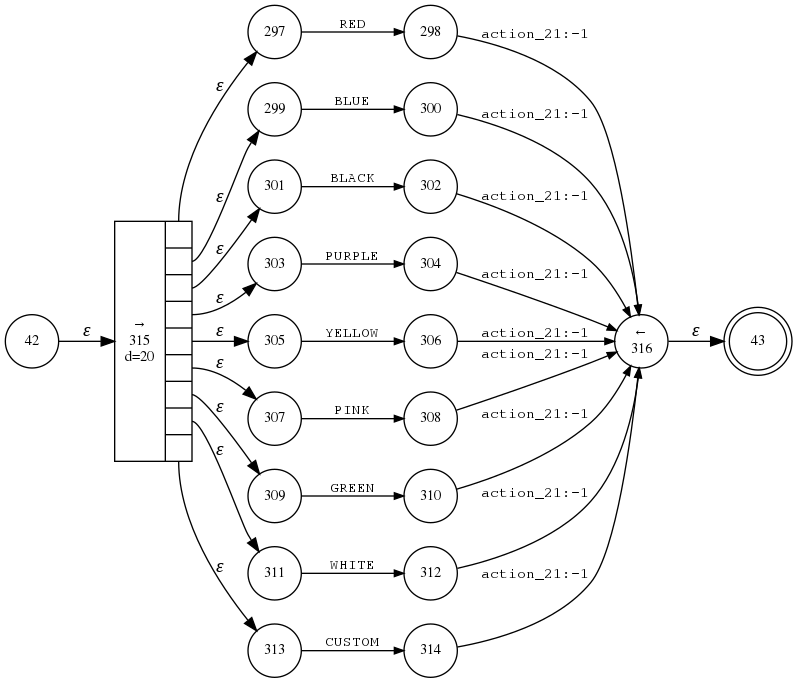 297 RED 298 action_21:-1
ε
299 BLUE 300 action_21:-1
ε
301 BLACK 302 action_21:-1
ε
303 PURPLE 304 action_21:-1
ε
42 ε → 315 d=20 ε 305 YELLOW 306 action_21:-1 ← 316 ε 43
action_21:-1
ε
307 PINK 308
ε
action_21:-1
ε
309 GREEN 310
action_21:-1
ε
311 WHITE 312
action_21:-1
313 CUSTOM 314